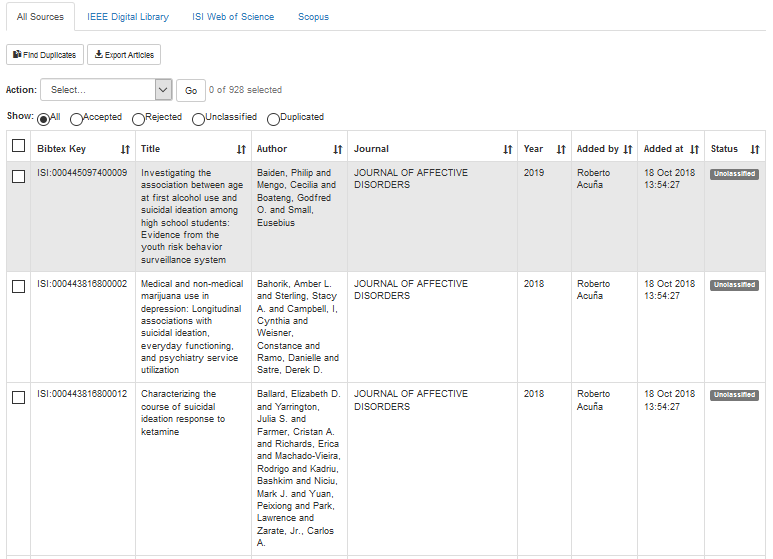 All Sources IEEE Digital Library ISI Web of Science Scopus
Find Duplicates Export Articles
Action: Select... Go 0 of 928 selected
Show: All Accepted Rejected Unclassified Duplicated
Bibtex Key Title Author Journal Year Added by Added at Status
ISI:000445097400009
Investigating the
association between age
at first alcohol use and
suicidal ideation among
high school students:
Evidence from the
youth risk behavior
surveillance system
Baiden, Philip and
Mengo, Cecilia and
Boateng, Godfred
O. and Small,
Eusebius
JOURNAL OF AFFECTIVE
DISORDERS
2019
Roberto
Acuña
18 Oct 2018
13:54:27
Unclassified
ISI:000443816800002
Medical and non-medical
marijuana use in
depression: Longitudinal
associations with
suicidal ideation,
everyday functioning,
and psychiatry service
utilization
Bahorik, Amber L.
and Sterling, Stacy
A. and Campbell, I,
Cynthia and
Weisner,
Constance and
Ramo, Danielle and
Satre, Derek D.
JOURNAL OF AFFECTIVE
DISORDERS
2018
Roberto
Acuña
18 Oct 2018
13:54:27
Unclassified
ISI:000443816800012
Characterizing the
course of suicidal
ideation response to
ketamine
Ballard, Elizabeth D.
and Yarrington,
Julia S. and
Farmer, Cristan A.
and Richards, Erica
and Machado-Vieira,
Rodrigo and Kadriu,
Bashkim and Niciu,
Mark J. and Yuan,
Peixiong and Park,
Lawrence and
Zarate, Jr., Carlos
A.
JOURNAL OF AFFECTIVE
DISORDERS
2018
Roberto
Acuña
18 Oct 2018
13:54:27
Unclassified